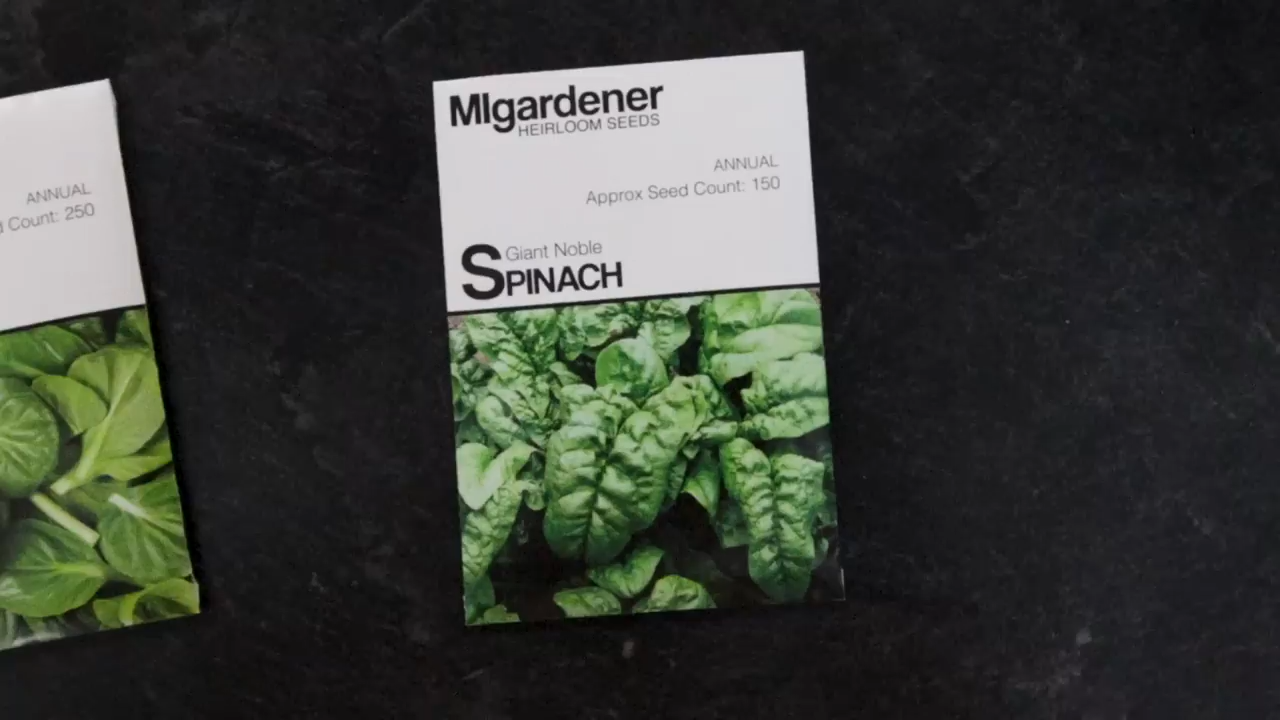 ANNUAL
Count: 250
MIgardener
HEIRLOOM SEEDS
ANNUAL
Approx Seed Count: 150
Giant Noble
SPINACH